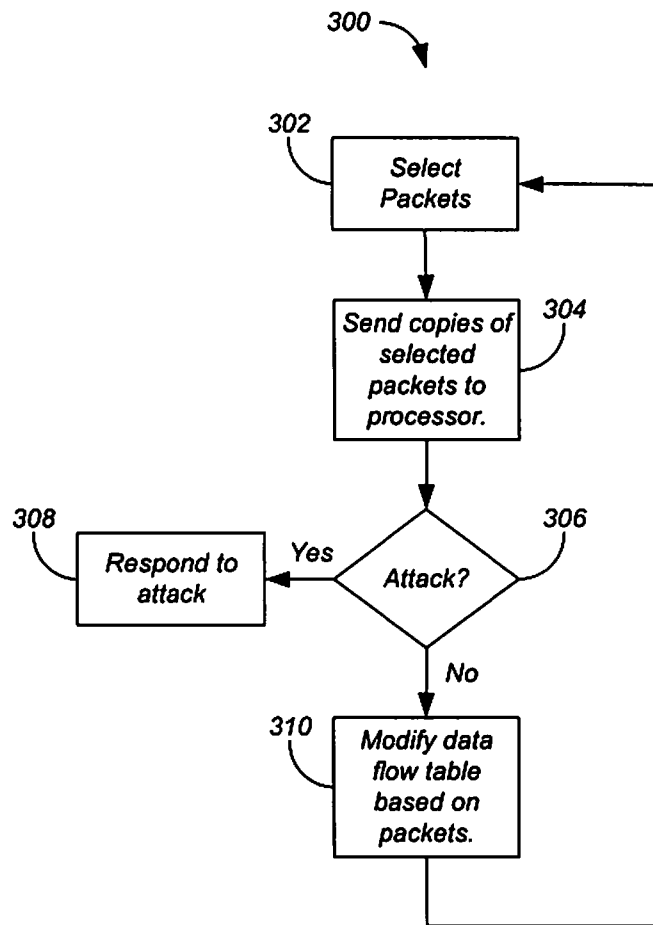 300
302
Select
Packets
304
Send copies of
selected
packets to
processor.
306
308
Yes
Respond to
attack
Attack?
No
310
Modify data
flow table
based on
packets.